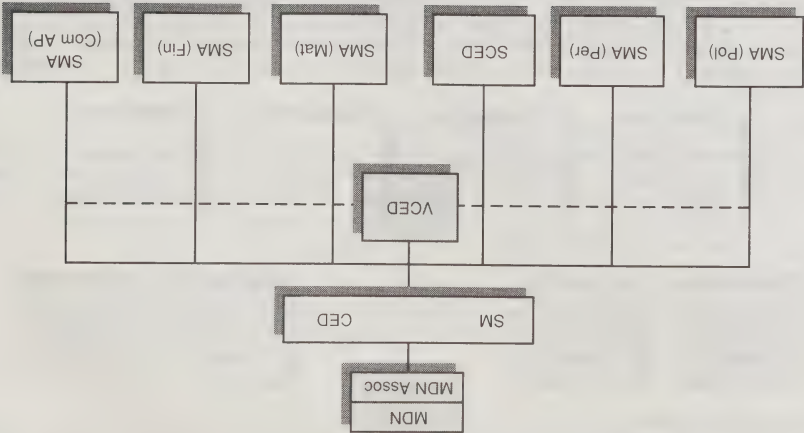 MDN
MDN Assoc
SM CED
VCED
SMA (Pol)
SMA (Per)
SCED
SMA (Mat)
SMA (Fin)
SMA
(Com AP)